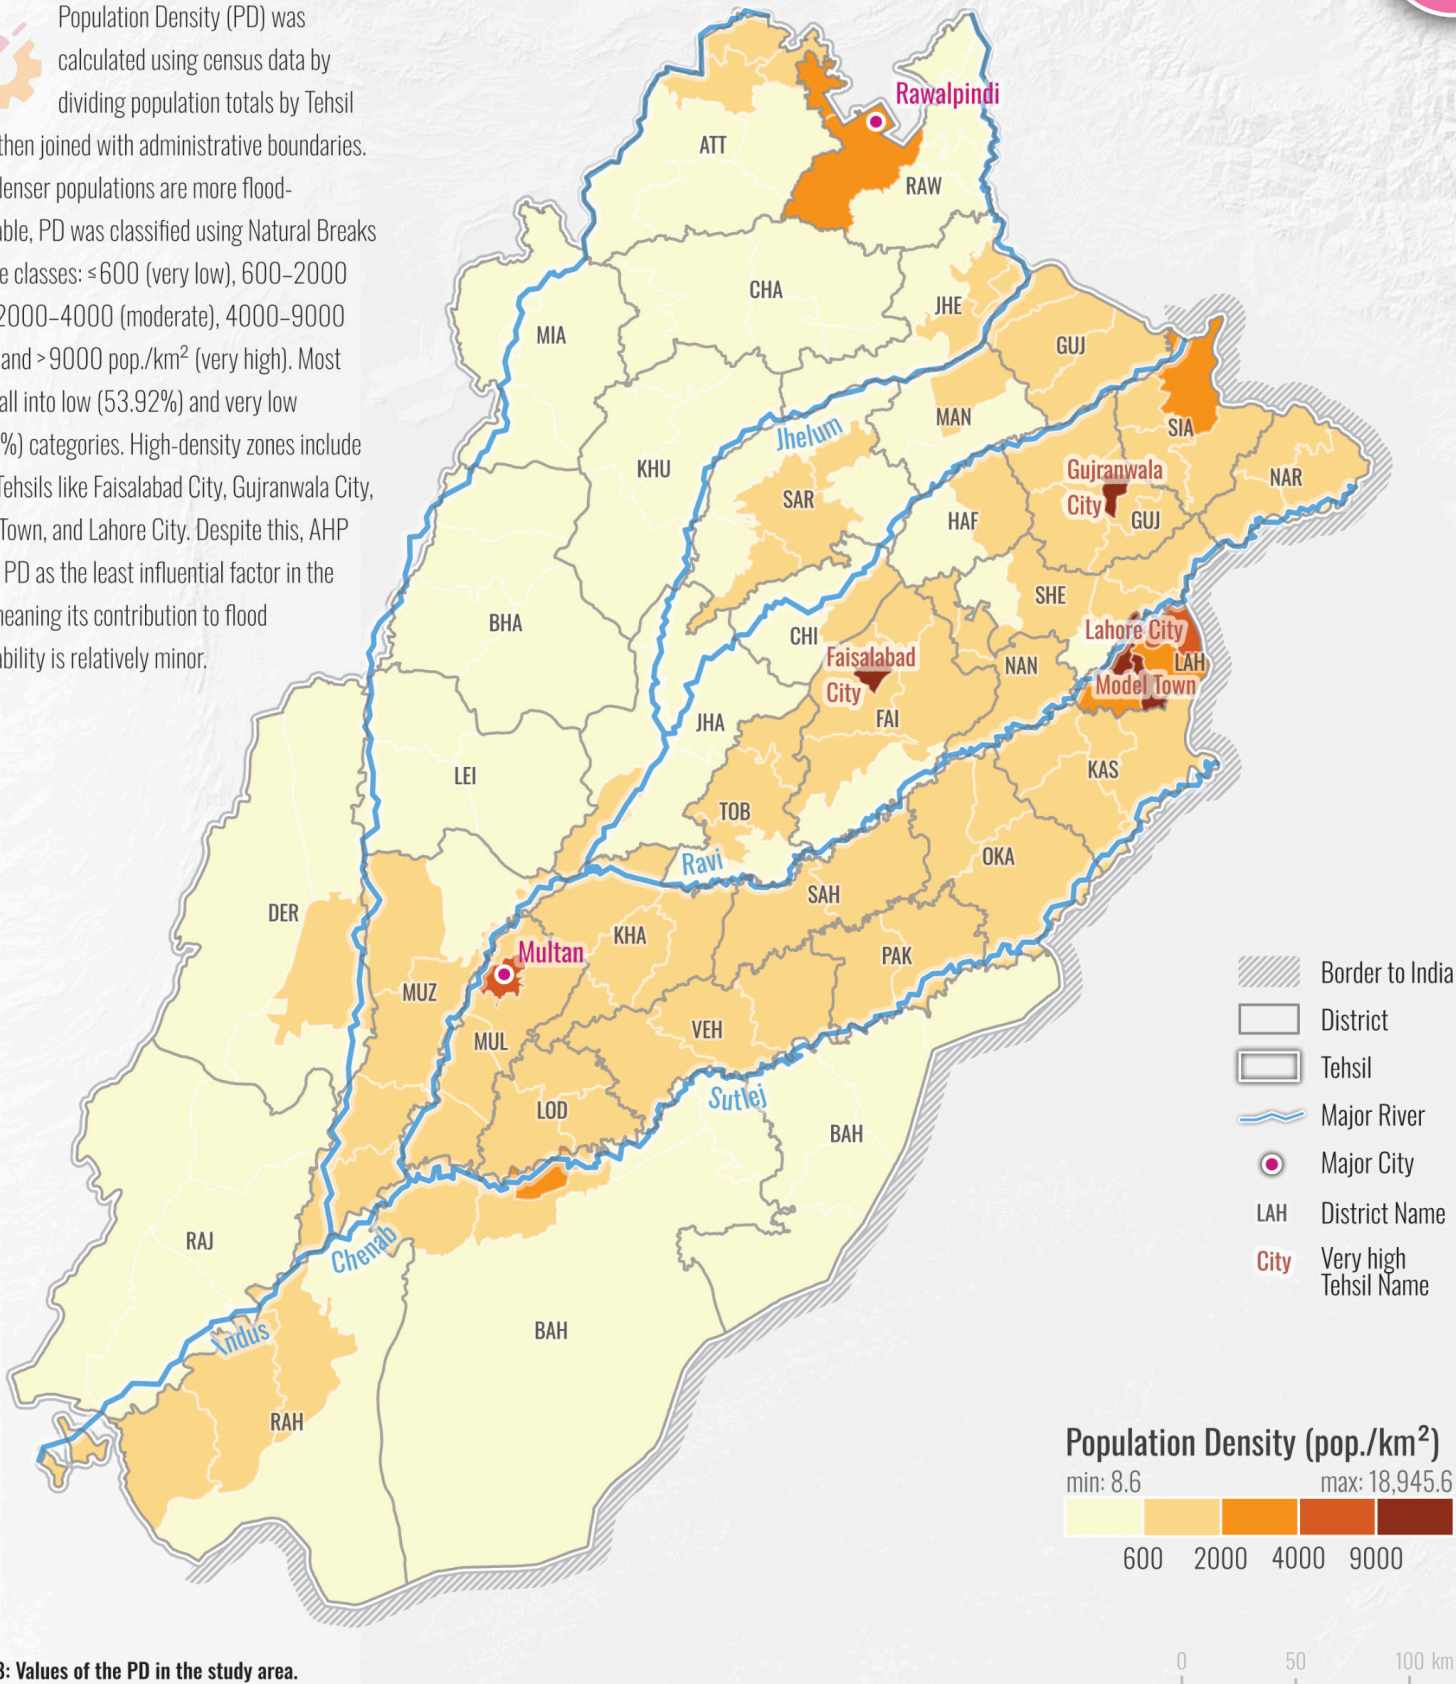 Population Density (PD) was
calculated using census data by
dividing population totals by Tehsil
then joined with administrative boundaries.
denser populations are more flood-
PD was classified using Natural Breaks
classes: ≤600 (very low), 600–2000
2000–4000 (moderate), 4000–9000
and >9000 pop./km² (very high). Most
into low (53.92%) and very low
%) categories. High-density zones include
Tehsils like Faisalabad City, Gujranwala City,
Town, and Lahore City. Despite this, AHP
PD as the least influential factor in the
meaning its contribution to flood
is relatively minor.
Rawalpindi
ATT
RAW
CHA
JHE
MIA
GUJ
MAN
SIA
Jhelum
KHU
Gujranwala
City
NAR
SAR
HAF
GUJ
SHE
BHA
CHI
Lahore City
Faisalabad
City
NAN
LAH
Model Town
JHA
FAI
LEI
KAS
TOB
OKA
Ravi
SAH
DER
KHA
PAK
Multan
MUZ
VEH
MUL
Sutlej
LOD
BAH
RAJ
Chenab
Indus
BAH
RAH
Border to India
District
Tehsil
Major River
Major City
LAH District Name
City Very high
Tehsil Name
Population Density (pop./km²)
min: 8.6 max: 18,945.6
600 2000 4000 9000
3: Values of the PD in the study area.
0 50 100 km